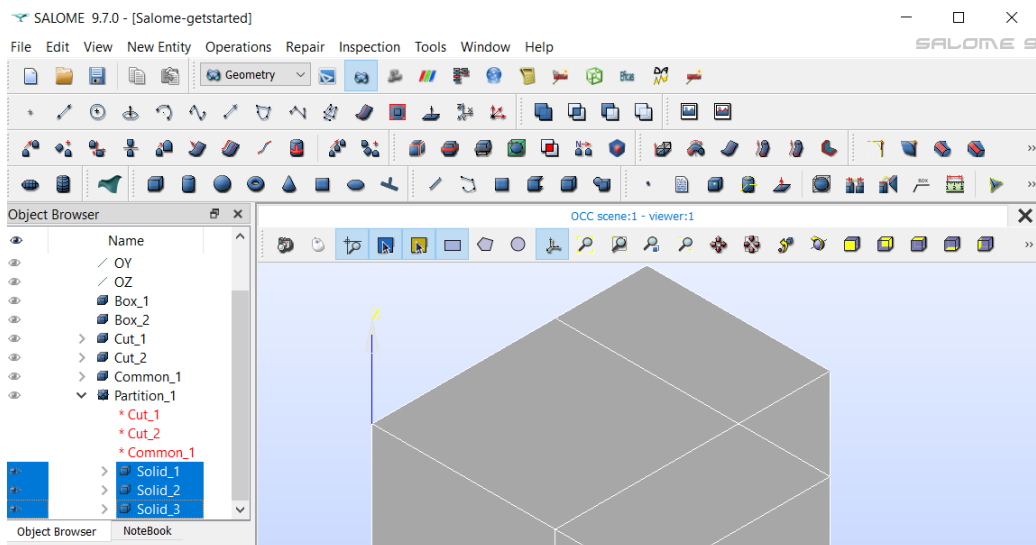 SALOME 9.7.0 - [Salome-getstarted]
File Edit View New Entity Operations Repair Inspection Tools Window Help
SALOME 9
Geometry
Object Browser
OCC scene:1 - viewer:1
Name
OY
OZ
Box_1
Box_2
Cut_1
Cut_2
Common_1
Partition_1
* Cut_1
* Cut_2
* Common_1
Solid_1
Solid_2
Solid_3
Z
Object Browser NoteBook